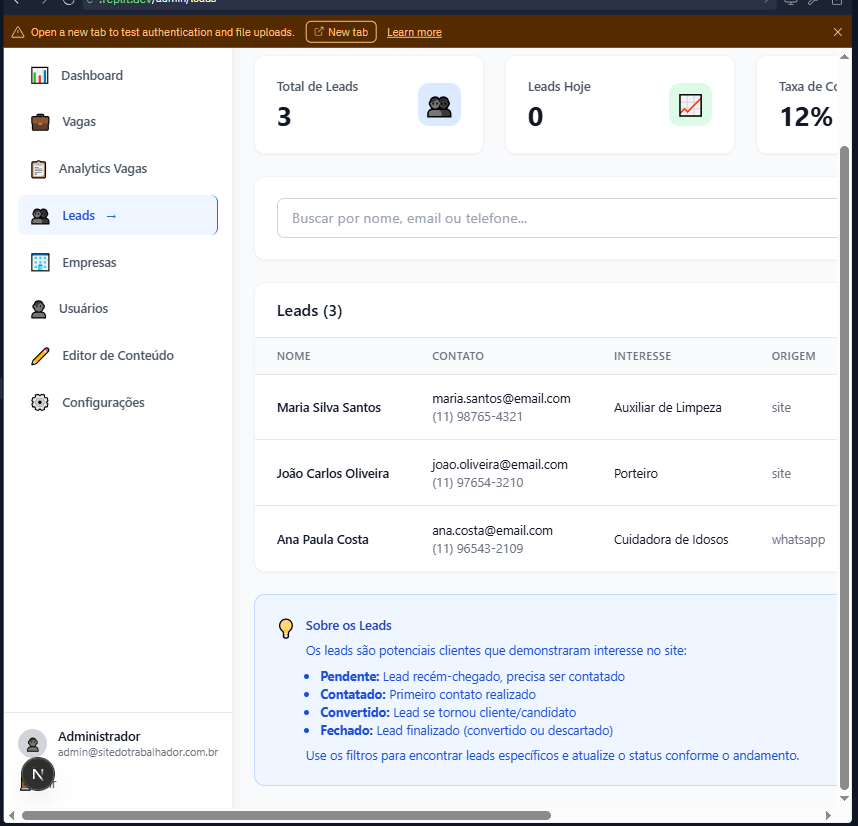 .replit.dev/admin/leads
Open a new tab to test authentication and file uploads.
New tab
Learn more
Dashboard
Vagas
Analytics Vagas
Leads →
Empresas
Usuários
Editor de Conteúdo
Configurações
Administrador
admin@sitedotrabalhador.com.br
N
Total de Leads
3
Leads Hoje
0
Taxa de Co
12%
Buscar por nome, email ou telefone...
Leads (3)
NOME CONTATO INTERESSE ORIGEM
Maria Silva Santos maria.santos@email.com Auxiliar de Limpeza site
(11) 98765-4321
João Carlos Oliveira joao.oliveira@email.com Porteiro site
(11) 97654-3210
Ana Paula Costa ana.costa@email.com Cuidadora de Idosos whatsapp
(11) 96543-2109
Sobre os Leads
Os leads são potenciais clientes que demonstraram interesse no site:
• Pendente: Lead recém-chegado, precisa ser contatado
• Contatado: Primeiro contato realizado
• Convertido: Lead se tornou cliente/candidato
• Fechado: Lead finalizado (convertido ou descartado)
Use os filtros para encontrar leads específicos e atualize o status conforme o andamento.